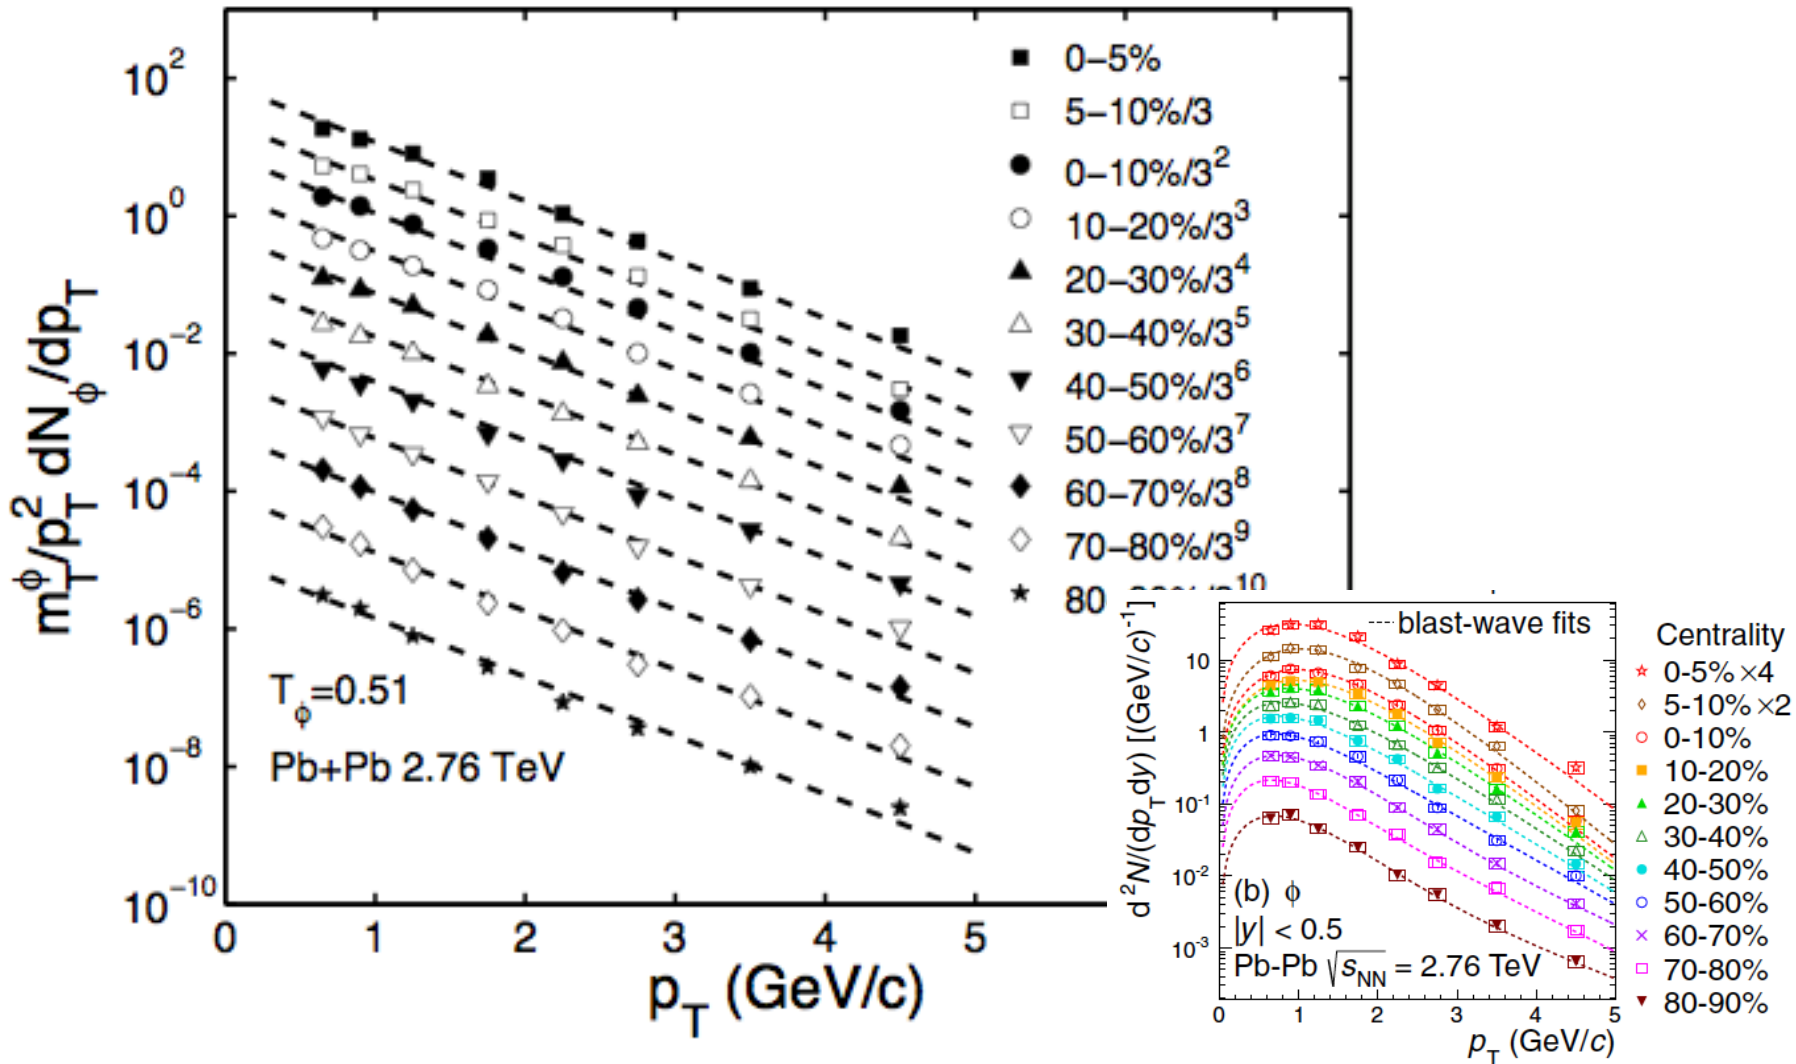 10²
10⁰
10⁻²
10⁻⁴
10⁻⁶
10⁻⁸
10⁻¹⁰
m_T^ϕ/p_T² dN_ϕ/dp_T
0 1 2 3 4 5
p_T (GeV/c)
0−5%
5−10%/3
0−10%/3²
10−20%/3³
20−30%/3⁴
30−40%/3⁵
40−50%/3⁶
50−60%/3⁷
60−70%/3⁸
70−80%/3⁹
80
T_ϕ=0.51
Pb+Pb 2.76 TeV
d²N/(dp_T dy) [(GeV/c)⁻¹]
10
1
10⁻¹
10⁻²
10⁻³
blast-wave fits
(b) ϕ
|y| < 0.5
Pb-Pb √s_NN = 2.76 TeV
0 1 2 3 4 5
p_T (GeV/c)
Centrality
0-5% ×4
5-10% ×2
0-10%
10-20%
20-30%
30-40%
40-50%
50-60%
60-70%
70-80%
80-90%